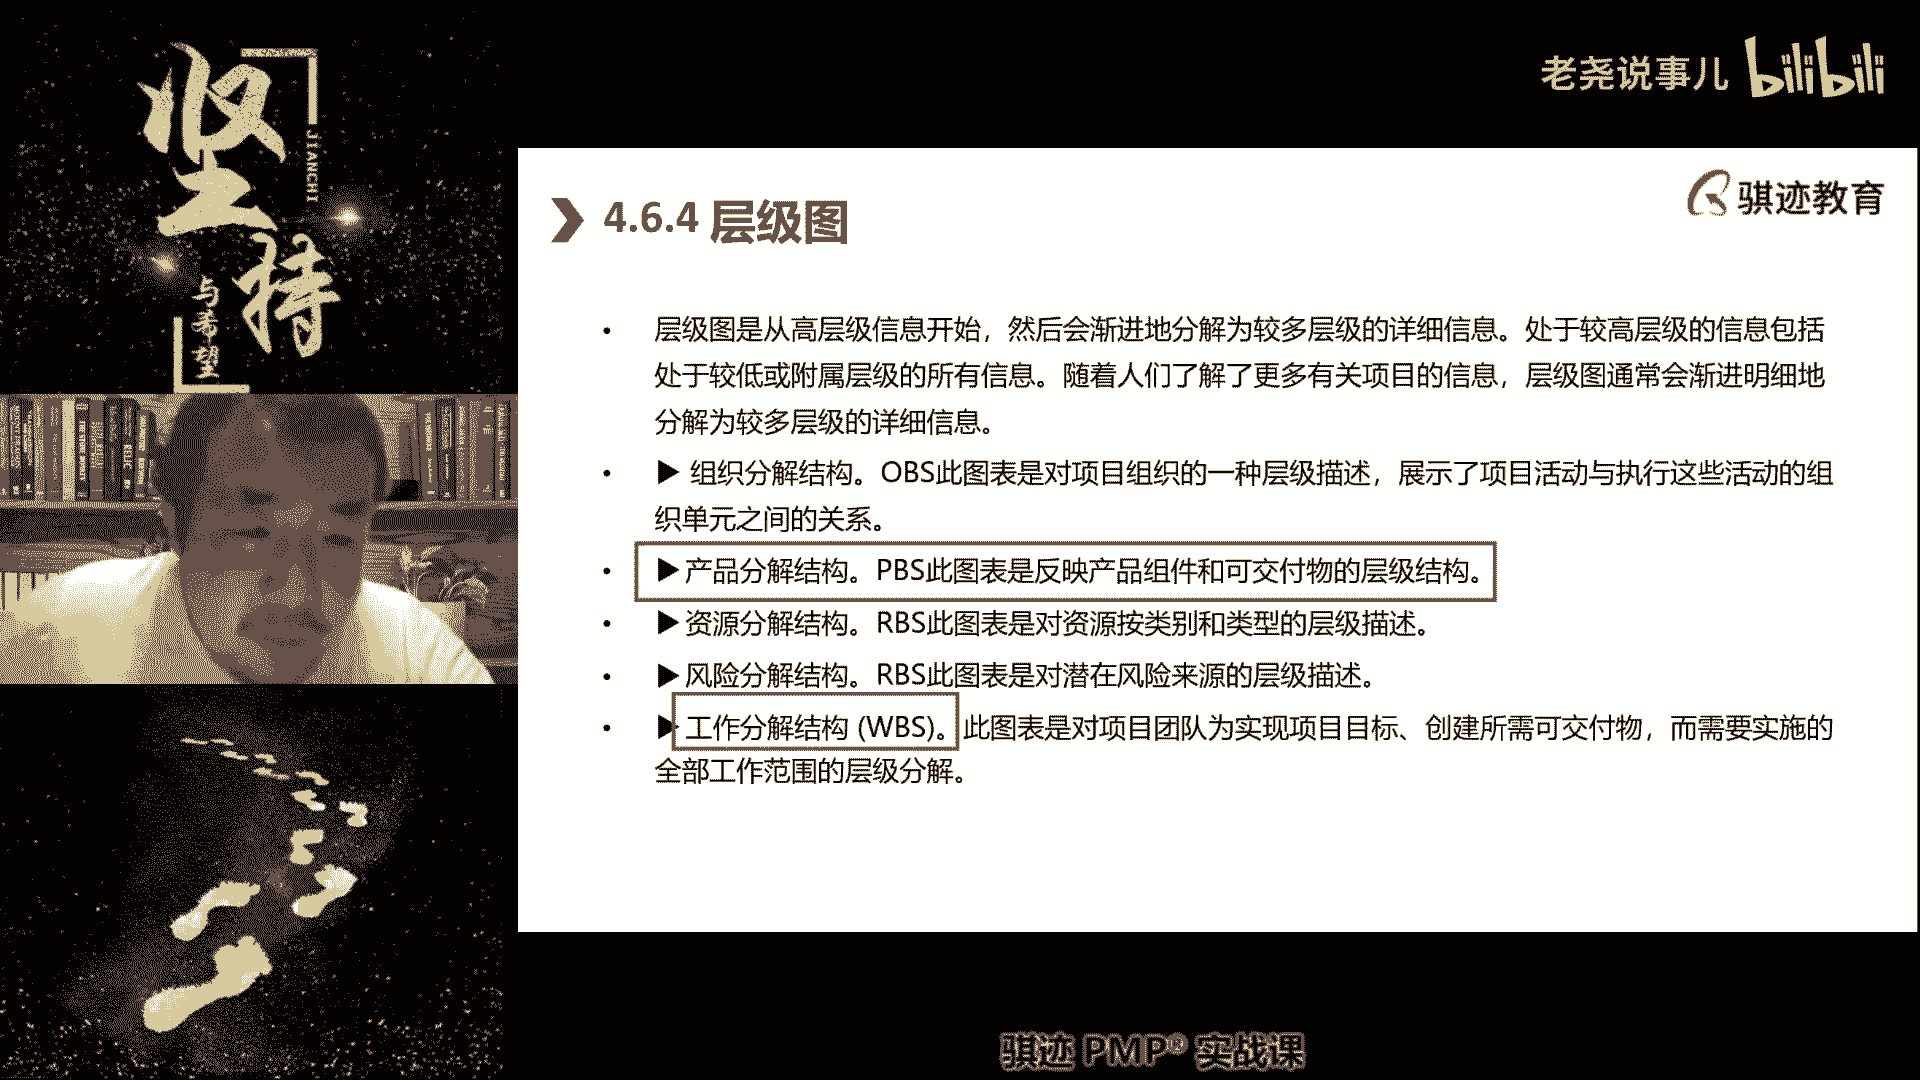 坚持
JIANCHI
与希望
老尧说事儿 bilibili
骐迹教育
4.6.4 层级图
• 层级图是从高层级信息开始，然后会渐进地分解为较多层级的详细信息。处于较高层级的信息包括
处于较低或附属层级的所有信息。随着人们了解了更多有关项目的信息，层级图通常会渐进明细地
分解为较多层级的详细信息。
• ▶ 组织分解结构。OBS此图表是对项目组织的一种层级描述，展示了项目活动与执行这些活动的组
织单元之间的关系。
• ▶产品分解结构。PBS此图表是反映产品组件和可交付物的层级结构。
• ▶资源分解结构。RBS此图表是对资源按类别和类型的层级描述。
• ▶风险分解结构。RBS此图表是对潜在风险来源的层级描述。
• ▶工作分解结构 (WBS)。此图表是对项目团队为实现项目目标、创建所需可交付物，而需要实施的
全部工作范围的层级分解。
骐迹 PMP® 实战课